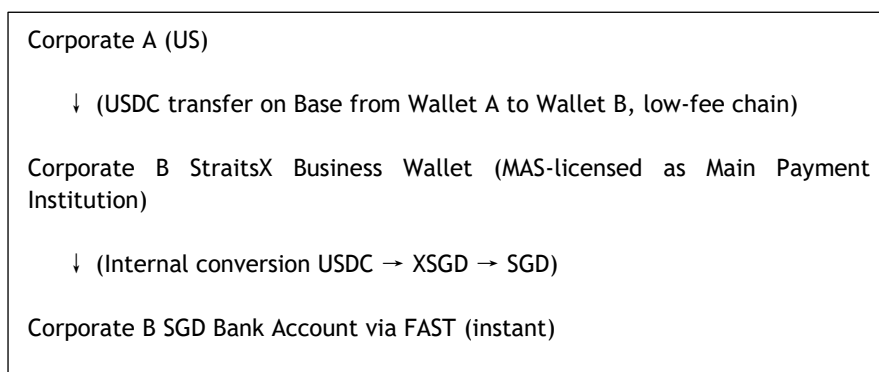 Corporate A (US)
↓ (USDC transfer on Base from Wallet A to Wallet B, low-fee chain)
Corporate B StraitsX Business Wallet (MAS-licensed as Main Payment
Institution)
↓ (Internal conversion USDC → XSGD → SGD)
Corporate B SGD Bank Account via FAST (instant)